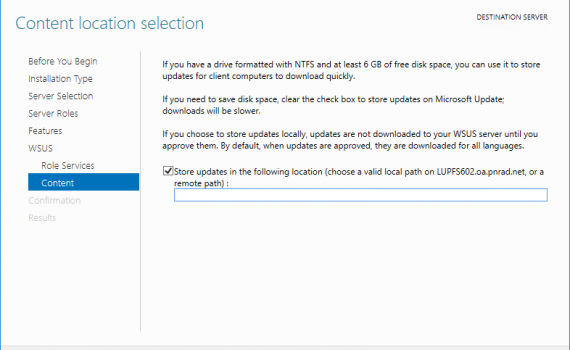 Content location selection
DESTINATION SERVER
Before You Begin
Installation Type
Server Selection
Server Roles
Features
WSUS
Role Services
Content
Confirmation
Results
If you have a drive formatted with NTFS and at least 6 GB of free disk space, you can use it to store
updates for client computers to download quickly.
If you need to save disk space, clear the check box to store updates on Microsoft Update;
downloads will be slower.
If you choose to store updates locally, updates are not downloaded to your WSUS server until you
approve them. By default, when updates are approved, they are downloaded for all languages.
Store updates in the following location (choose a valid local path on LUPFS602.oa.pnrad.net, or a
remote path) :